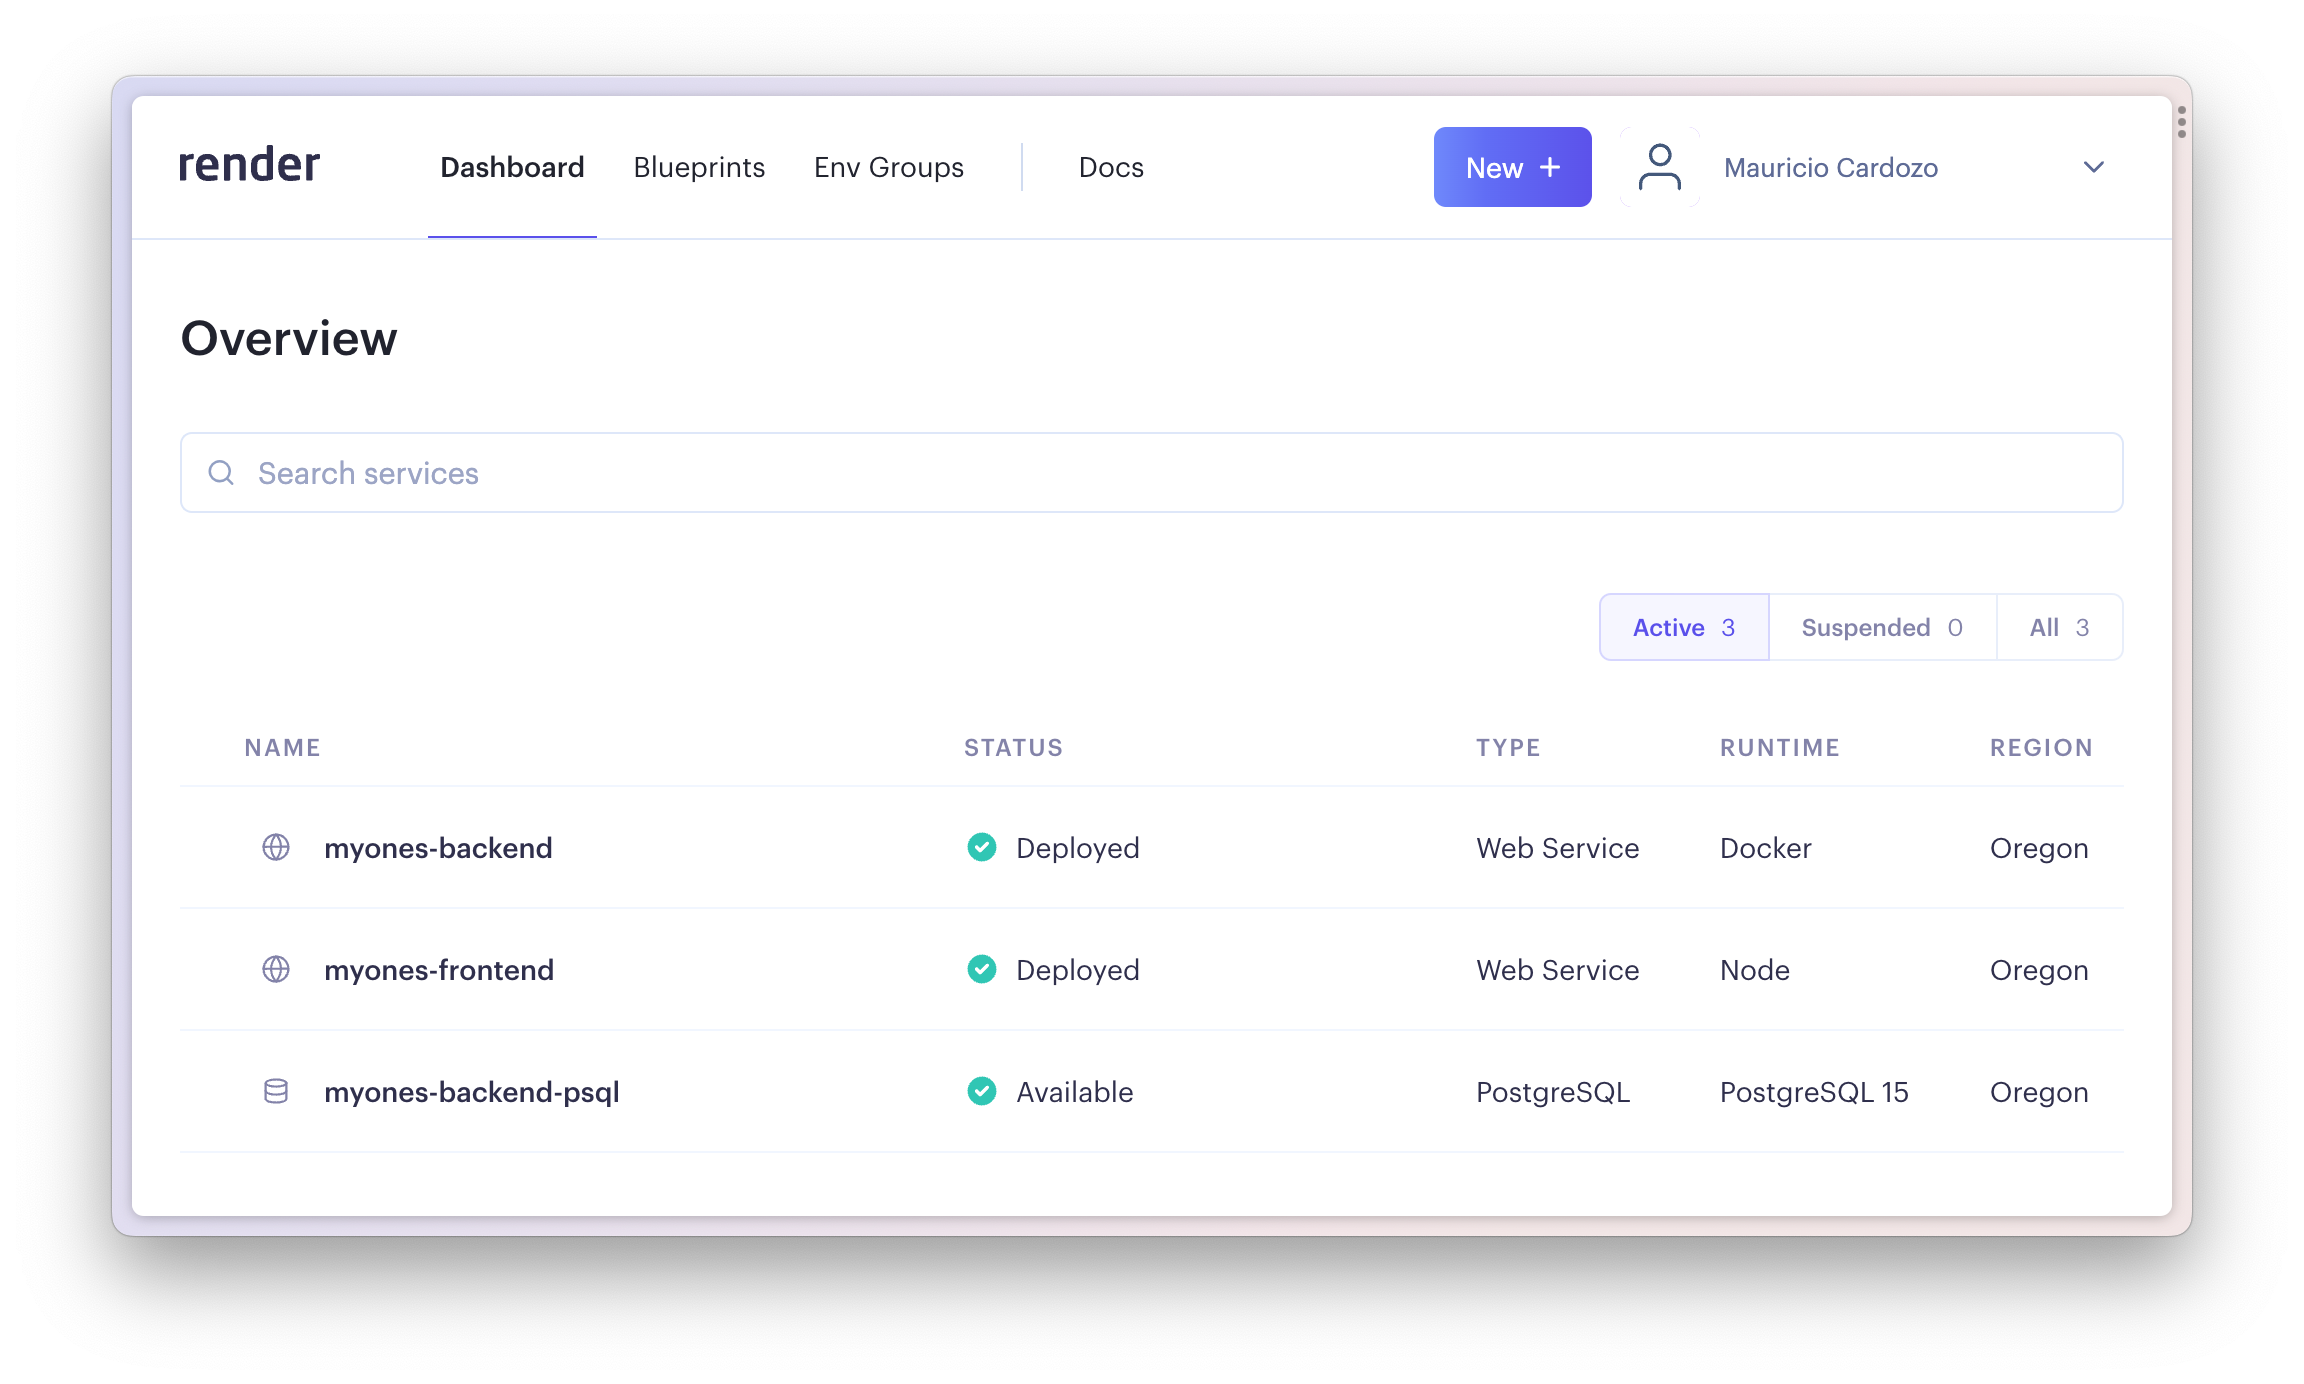 render Dashboard Blueprints Env Groups Docs New + Mauricio Cardozo
Overview
Search services
Active 3 Suspended 0 All 3
NAME STATUS TYPE RUNTIME REGION
myones-backend Deployed Web Service Docker Oregon
myones-frontend Deployed Web Service Node Oregon
myones-backend-psql Available PostgreSQL PostgreSQL 15 Oregon